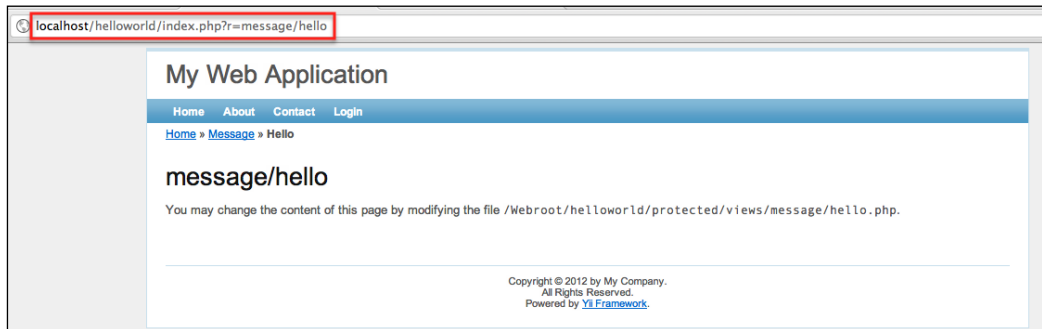 localhost/helloworld/index.php?r=message/hello
My Web Application
Home About Contact Login
Home » Message » Hello
message/hello
You may change the content of this page by modifying the file /Webroot/helloworld/protected/views/message/hello.php.
Copyright © 2012 by My Company.
All Rights Reserved.
Powered by Yii Framework.